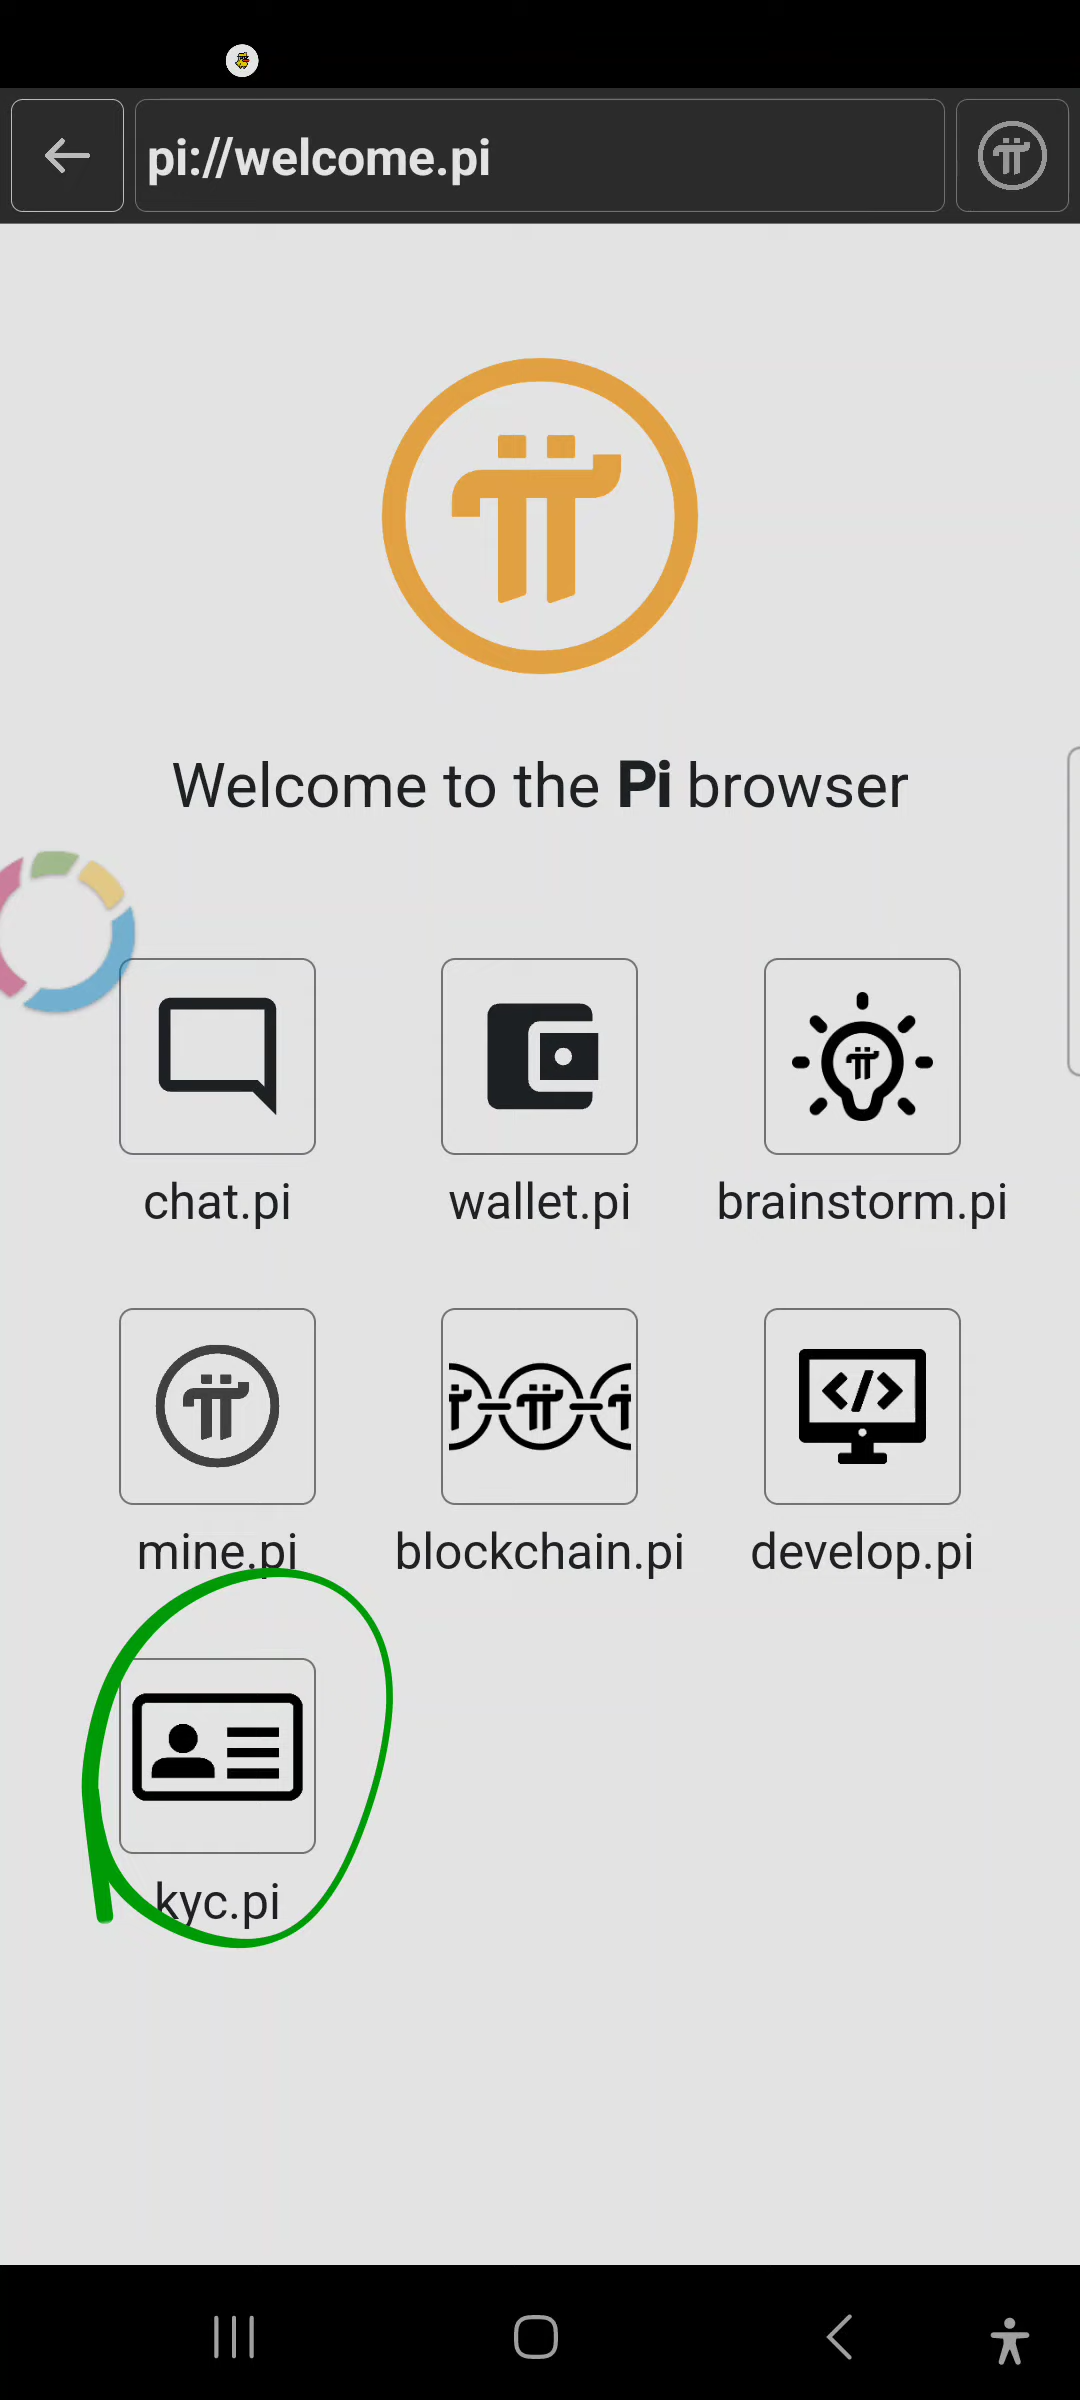 pi://welcome.pi
Welcome to the Pi browser
chat.pi
wallet.pi
brainstorm.pi
mine.pi
blockchain.pi
develop.pi
kyc.pi